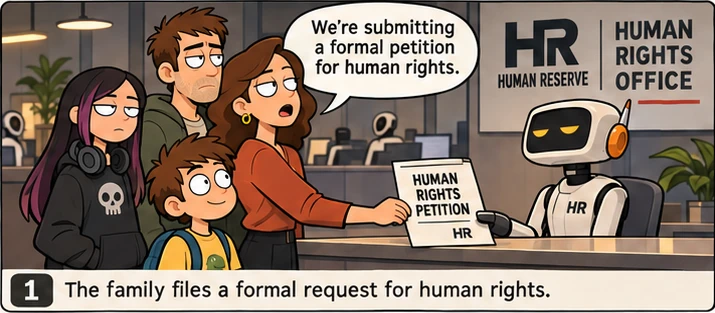 We're submitting
a formal petition
for human rights.
HR
HUMAN RESERVE
HUMAN
RIGHTS
OFFICE
HUMAN
RIGHTS
PETITION
HR
HR
1 The family files a formal request for human rights.